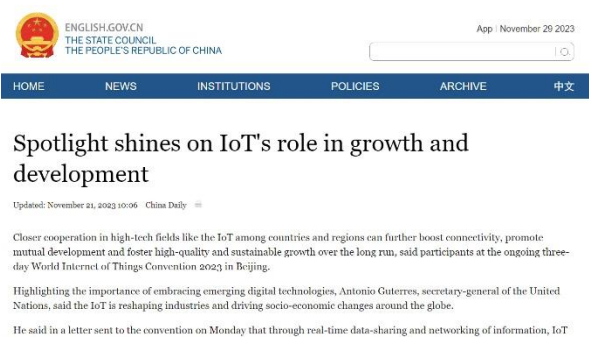 ENGLISH.GOV.CN
THE STATE COUNCIL
THE PEOPLE'S REPUBLIC OF CHINA
App | November 29 2023
HOME NEWS INSTITUTIONS POLICIES ARCHIVE 中文
Spotlight shines on IoT's role in growth and
development
Updated: November 21, 2023 10:06 China Daily
Closer cooperation in high-tech fields like the IoT among countries and regions can further boost connectivity, promote
mutual development and foster high-quality and sustainable growth over the long run, said participants at the ongoing three-
day World Internet of Things Convention 2023 in Beijing.
Highlighting the importance of embracing emerging digital technologies, Antonio Guterres, secretary-general of the United
Nations, said the IoT is reshaping industries and driving socio-economic changes around the globe.
He said in a letter sent to the convention on Monday that through real-time data-sharing and networking of information, IoT